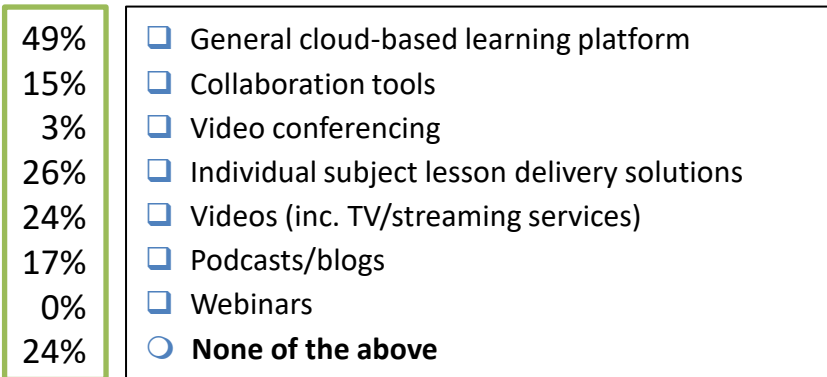 49% ❑ General cloud-based learning platform
15% ❑ Collaboration tools
3% ❑ Video conferencing
26% ❑ Individual subject lesson delivery solutions
24% ❑ Videos (inc. TV/streaming services)
17% ❑ Podcasts/blogs
0% ❑ Webinars
24% ❍ None of the above